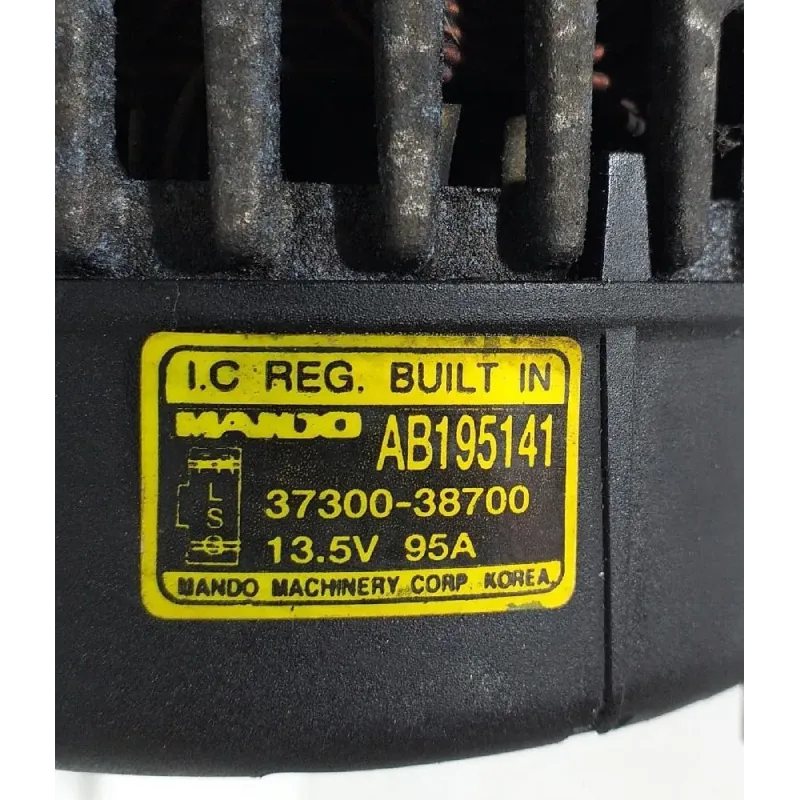 I.C REG. BUILT IN
MANDO AB195141
L
S
37300-38700
13.5V 95A
MANDO MACHINERY CORP. KOREA